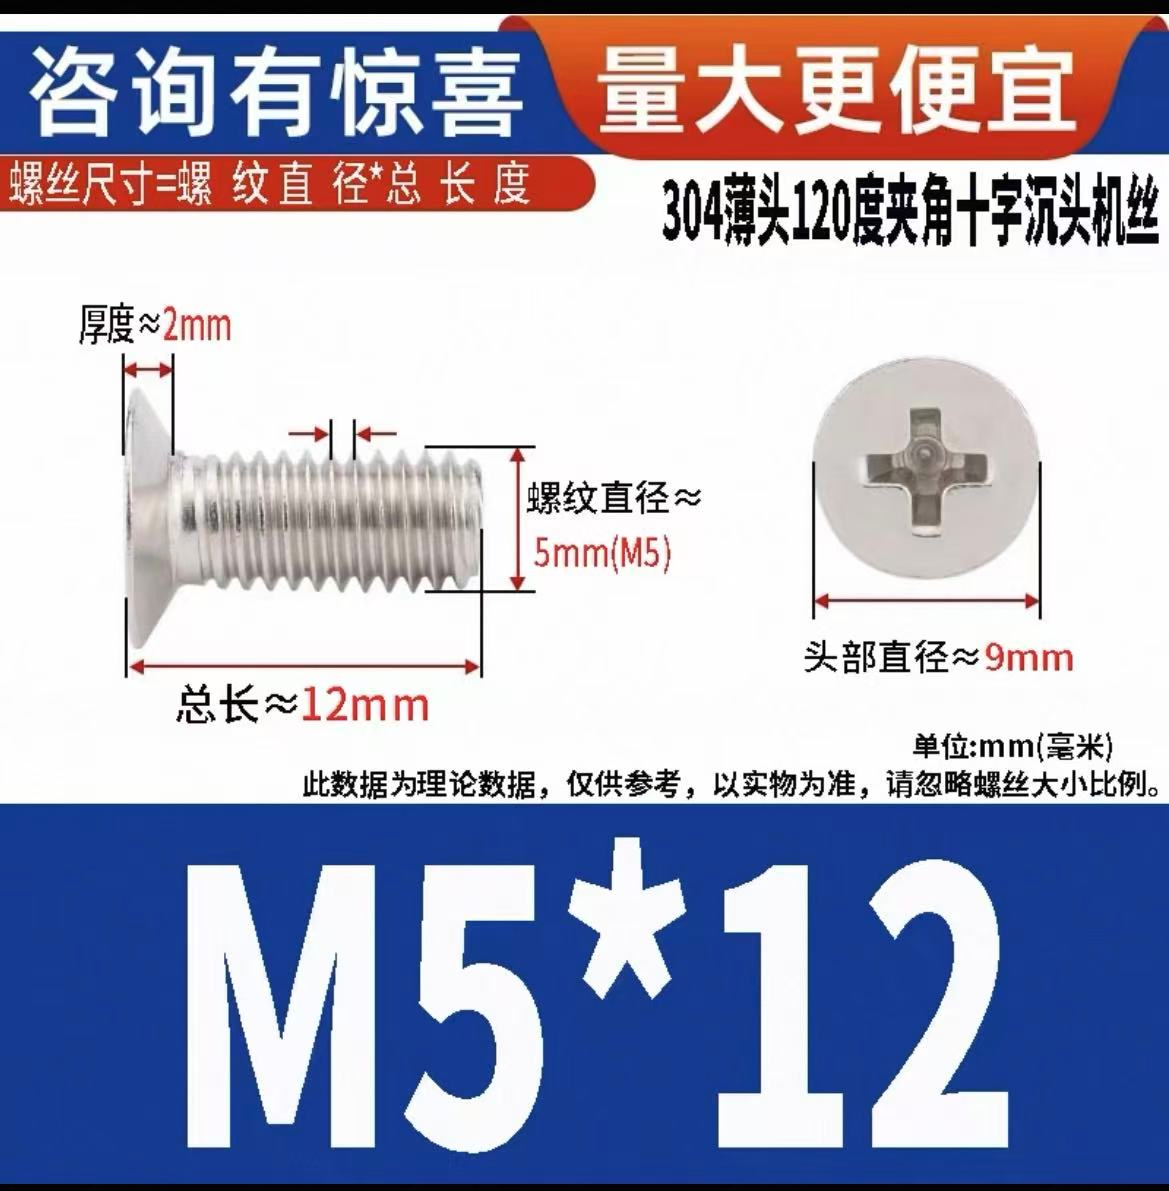 咨询有惊喜
量大更便宜
螺丝尺寸=螺 纹 直 径*总 长 度
304薄头120度夹角十字沉头机丝
厚度≈2mm
螺纹直径≈
5mm(M5)
总长≈12mm
头部直径≈9mm
单位:mm(毫米)
此数据为理论数据，仅供参考，以实物为准，请忽略螺丝大小比例。
M5*12